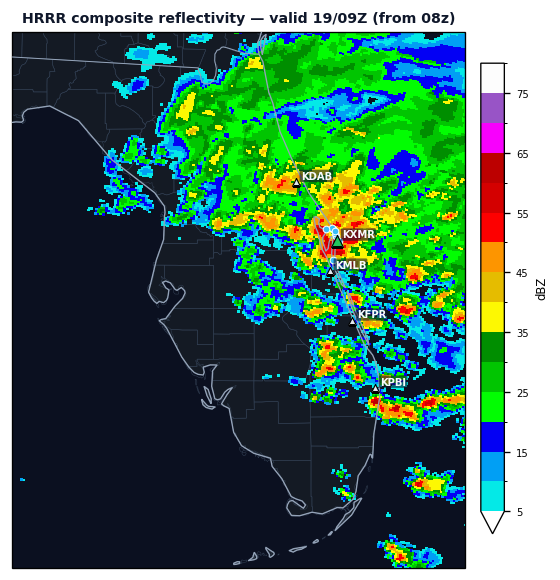 HRRR composite reflectivity — valid 19/09Z (from 08z)
KDAB
KXMR
KMLB
KFPR
KPBI
75
65
55
45
35
25
15
5
dBZ